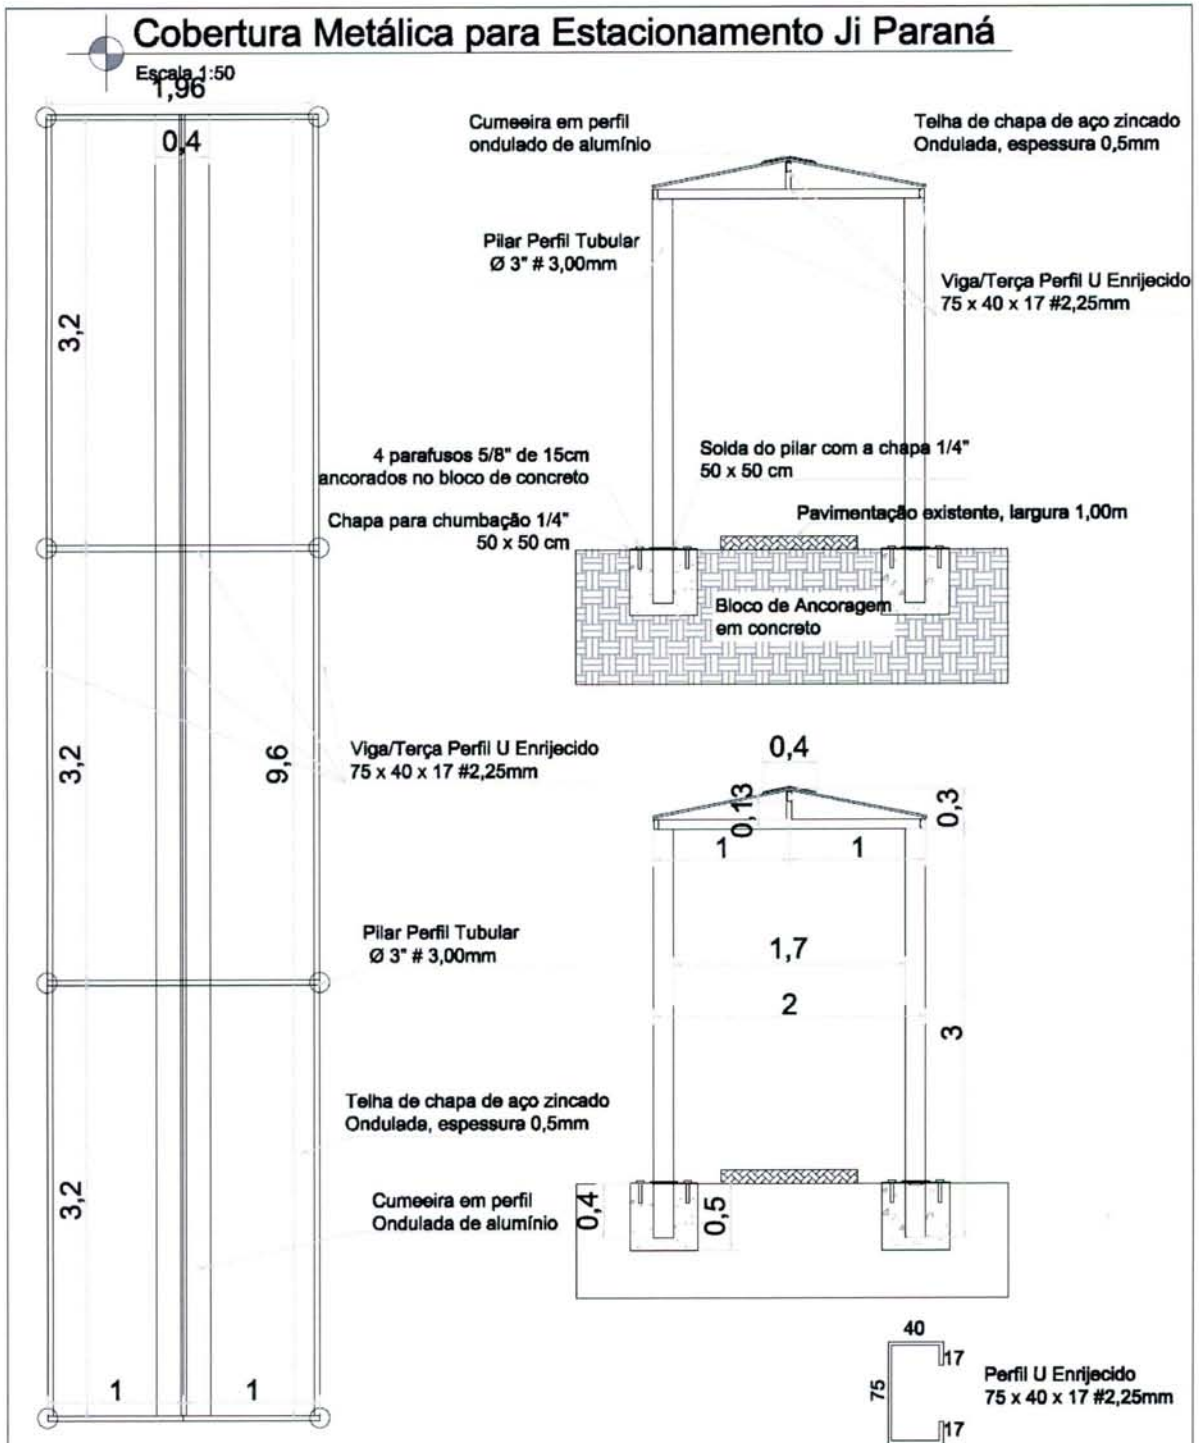 Cobertura Metálica para Estacionamento Ji Paraná
Escala 1:50
1,96
0,4
3,2
3,2
9,6
3,2
1
1
Cumeeira em perfil
ondulado de alumínio
Telha de chapa de aço zincado
Ondulada, espessura 0,5mm
Pilar Perfil Tubular
Ø 3" # 3,00mm
Viga/Terça Perfil U Enrijecido
75 x 40 x 17 #2,25mm
4 parafusos 5/8" de 15cm
ancorados no bloco de concreto
Solda do pilar com a chapa 1/4"
50 x 50 cm
Chapa para chumbação 1/4"
50 x 50 cm
Pavimentação existente, largura 1,00m
Bloco de Ancoragem
em concreto
Viga/Terça Perfil U Enrijecido
75 x 40 x 17 #2,25mm
Pilar Perfil Tubular
Ø 3" # 3,00mm
Telha de chapa de aço zincado
Ondulada, espessura 0,5mm
Cumeeira em perfil
Ondulada de alumínio
0,4
0,13
0,3
1
1
1,7
2
3
0,4
0,5
40
17
75
17
Perfil U Enrijecido
75 x 40 x 17 #2,25mm